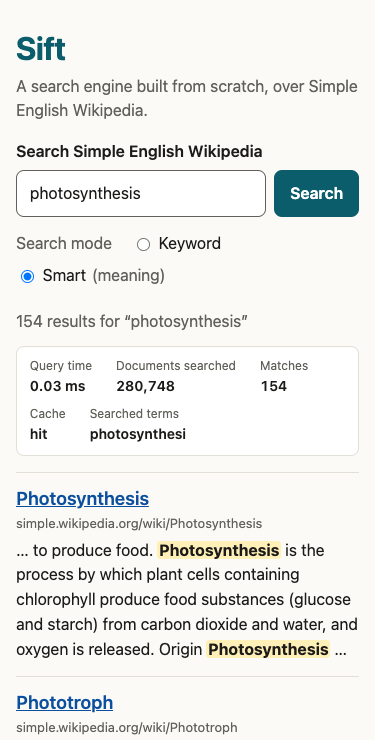 Sift
A search engine built from scratch, over Simple
English Wikipedia.
Search Simple English Wikipedia
photosynthesis
Search
Search mode Keyword
Smart (meaning)
154 results for “photosynthesis”
Query time Documents searched Matches
0.03 ms 280,748 154
Cache Searched terms
hit photosynthesi
Photosynthesis
simple.wikipedia.org/wiki/Photosynthesis
... to produce food. Photosynthesis is the
process by which plant cells containing
chlorophyll produce food substances (glucose
and starch) from carbon dioxide and water, and
oxygen is released. Origin Photosynthesis ...
Phototroph
simple.wikipedia.org/wiki/Phototroph